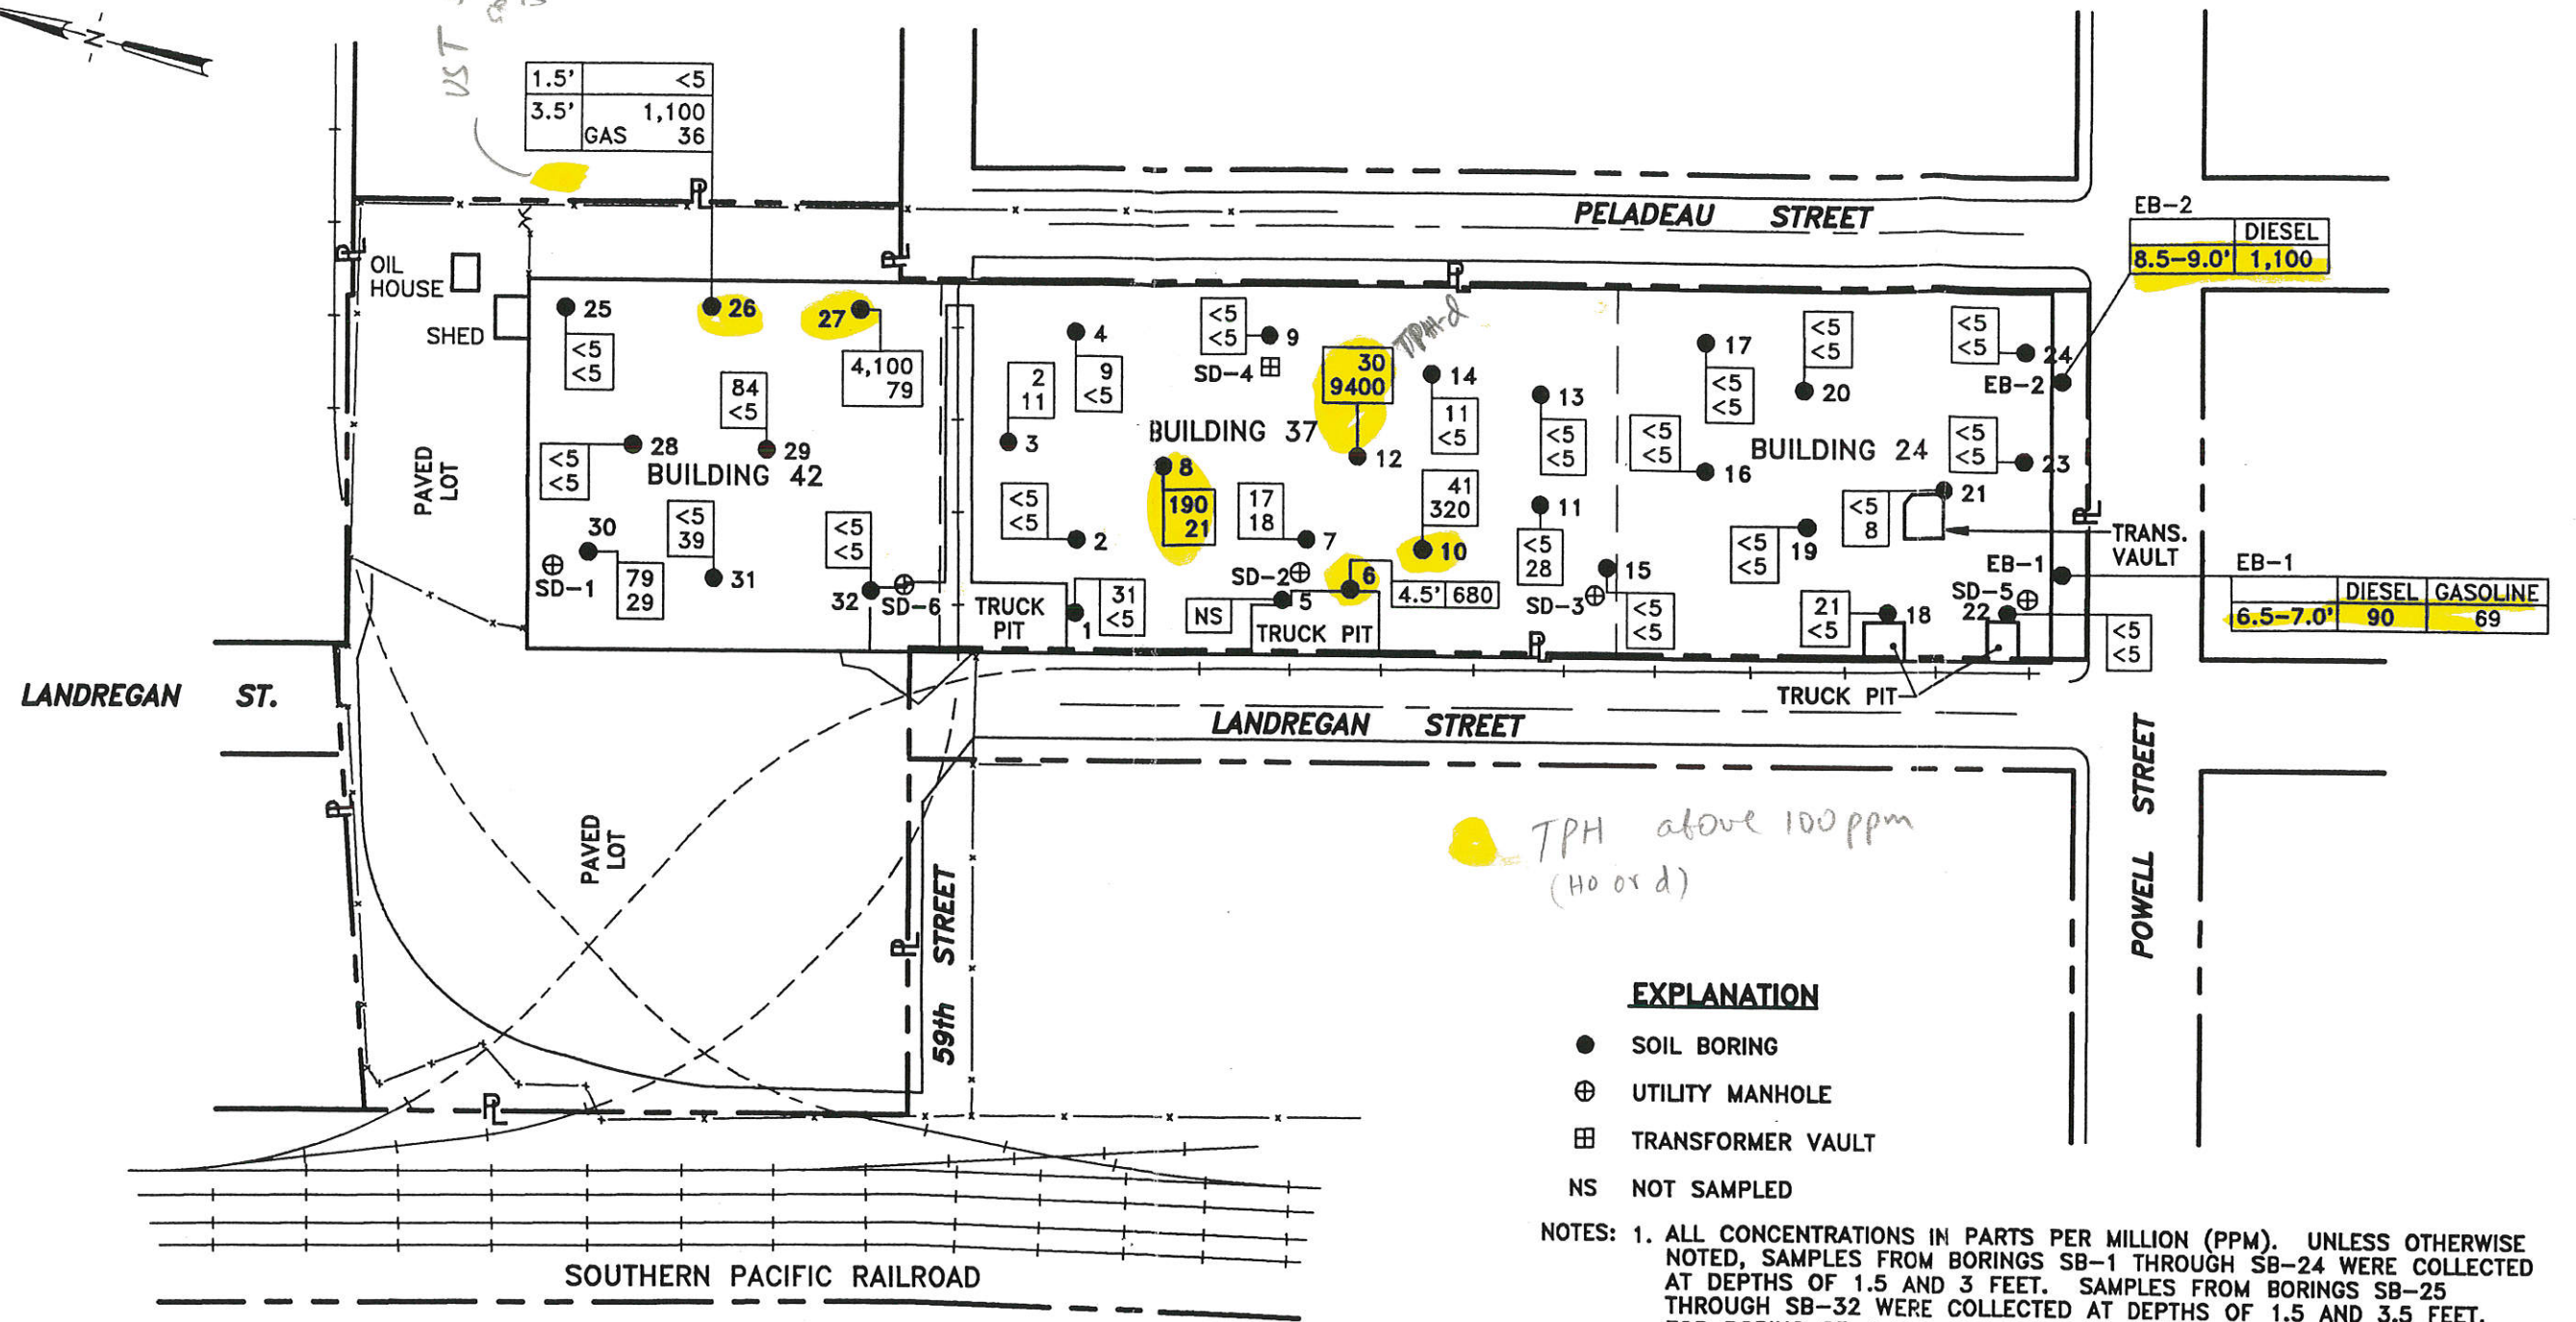 N
UST
1.5' <5
3.5' 1,100
GAS 36
PL
PELADEAU STREET
EB-2
DIESEL
8.5-9.0' 1,100
PL
OIL
HOUSE
SHED
PL
PL
25
<5
<5
26
27
4,100
79
84
<5
29
28
<5
<5
BUILDING 42
PAVED
LOT
30
79
29
SD-1
<5
39
31
<5
<5
32
SD-6
4
9
<5
2
11
3
<5
<5
9
SD-4
30
9400
TPH-d
12
14
11
<5
13
<5
<5
BUILDING 37
8
190
21
<5
<5
2
17
18
7
41
320
10
11
<5
28
SD-2
6
4.5' 680
NS
5
TRUCK PIT
TRUCK
PIT
1
31
<5
SD-3
15
<5
<5
17
<5
<5
<5
<5
20
<5
<5
24
EB-2
<5
<5
16
BUILDING 24
<5
<5
23
<5
8
21
<5
<5
19
TRANS.
VAULT
PL
EB-1
EB-1
DIESEL GASOLINE
6.5-7.0' 90 69
SD-5
22
<5
<5
21
<5
18
PL
TRUCK PIT
LANDREGAN ST.
LANDREGAN STREET
PL
PAVED
LOT
PL
59th STREET
POWELL STREET
TPH above 100 ppm
(HO or d)
PL
SOUTHERN PACIFIC RAILROAD
EXPLANATION
SOIL BORING
UTILITY MANHOLE
TRANSFORMER VAULT
NS NOT SAMPLED
NOTES: 1. ALL CONCENTRATIONS IN PARTS PER MILLION (PPM). UNLESS OTHERWISE
NOTED, SAMPLES FROM BORINGS SB-1 THROUGH SB-24 WERE COLLECTED
AT DEPTHS OF 1.5 AND 3 FEET. SAMPLES FROM BORINGS SB-25
THROUGH SB-32 WERE COLLECTED AT DEPTHS OF 1.5 AND 3.5 FEET.